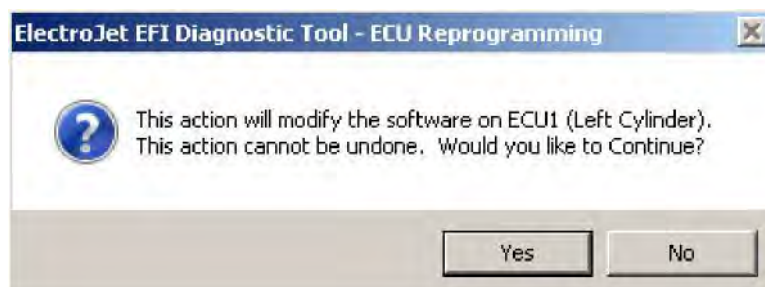 ElectroJet EFI Diagnostic Tool - ECU Reprogramming
This action will modify the software on ECU1 (Left Cylinder).
This action cannot be undone.  Would you like to Continue?
Yes
No